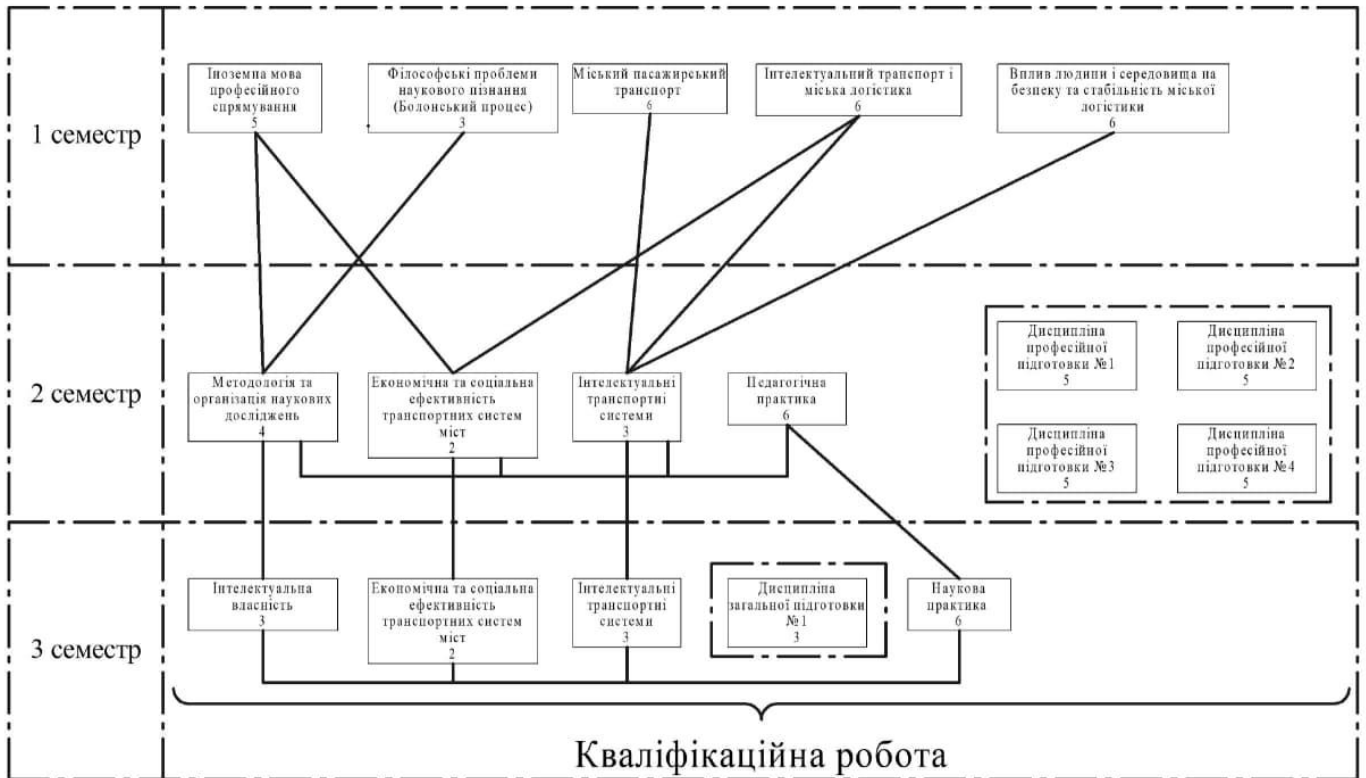 1 семестр
Іноземна мова
професійного
спрямування
5
Філософські проблеми
наукового пізнання
(Болонський процес)
3
Міський пасажирський
транспорт
6
Інтелектуальний транспорт і
міська логістика
6
Вплив людини і середовища на
безпеку та стабільність міської
логістики
6
2 семестр
Методологія та
організація наукових
досліджень
4
Економічна та соціальна
ефективність
транспортних систем
міст
2
Інтелектуальні
транспортні
системи
3
Педагогічна
практика
6
Дисципліна
професійної
підготовки №1
5
Дисципліна
професійної
підготовки №2
5
Дисципліна
професійної
підготовки №3
5
Дисципліна
професійної
підготовки №4
5
3 семестр
Інтелектуальна
власність
3
Економічна та соціальна
ефективність
транспортних систем
міст
2
Інтелектуальні
транспортні
системи
3
Дисципліна
загальної підготовки
№1
3
Наукова
практика
6
Кваліфікаційна робота